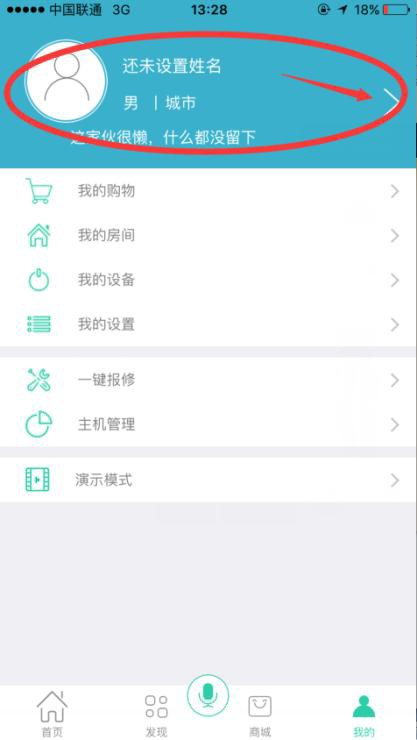 中国联通 3G 13:28 18%
还未设置姓名
男 | 城市
这家伙很懒，什么都没留下
我的购物
我的房间
我的设备
我的设置
一键报修
主机管理
演示模式
首页 发现 商城 我的